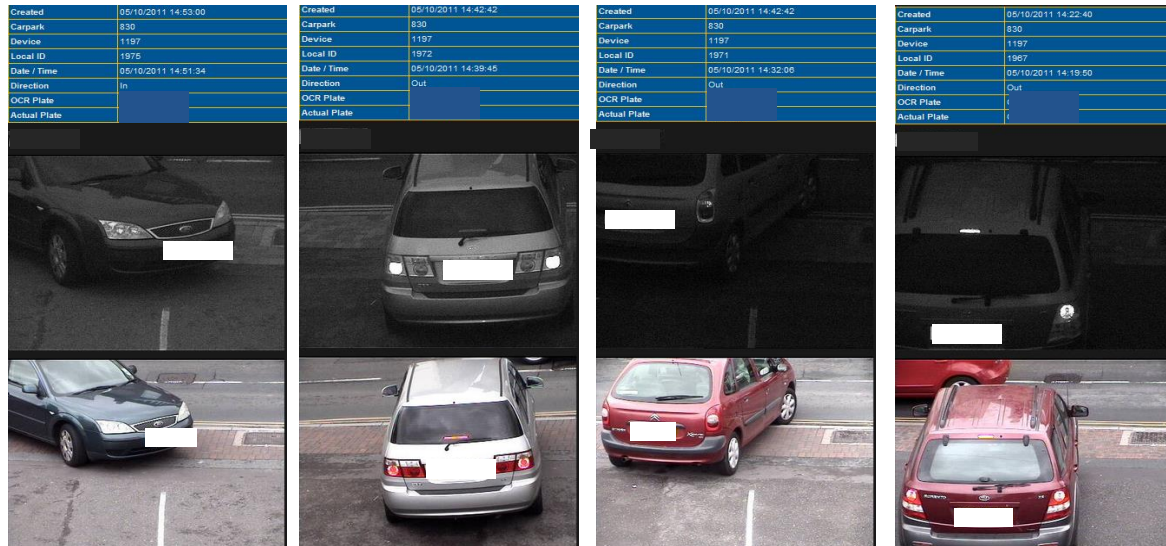 Created 05/10/2011 14:53:00
Carpark 830
Device 1197
Local ID 1975
Date / Time 05/10/2011 14:51:34
Direction In
OCR Plate
Actual Plate
Created 05/10/2011 14:42:42
Carpark 830
Device 1197
Local ID 1972
Date / Time 05/10/2011 14:39:45
Direction Out
OCR Plate
Actual Plate
Created 05/10/2011 14:42:42
Carpark 830
Device 1197
Local ID 1971
Date / Time 05/10/2011 14:32:06
Direction Out
OCR Plate
Actual Plate
Created 05/10/2011 14:22:40
Carpark 830
Device 1197
Local ID 1967
Date / Time 05/10/2011 14:19:50
Direction Out
OCR Plate
Actual Plate
SORENTO